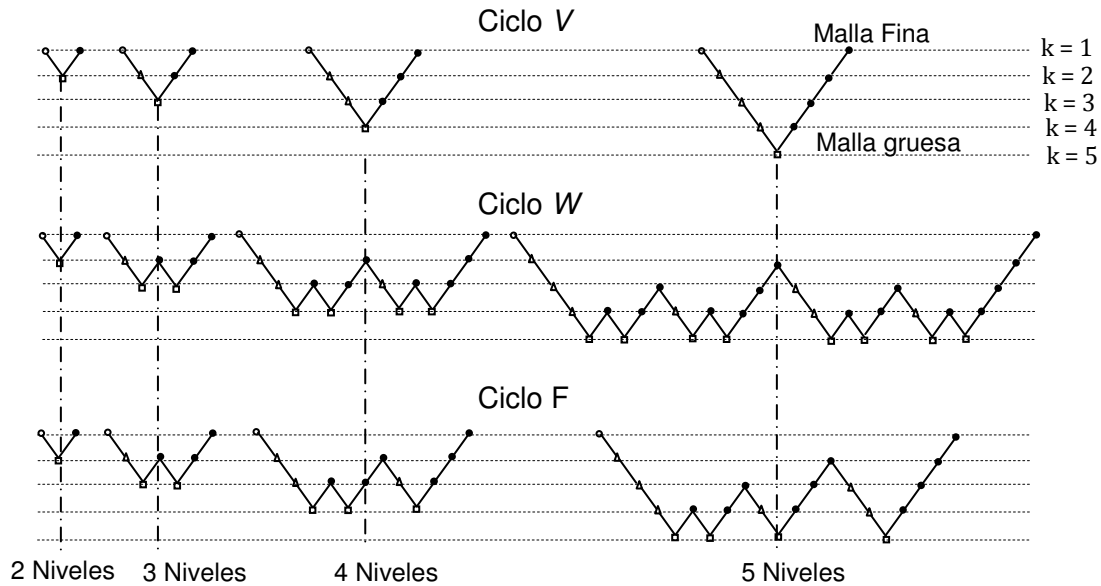 Ciclo V
Malla Fina
k = 1
k = 2
k = 3
k = 4
Malla gruesa
k = 5
Ciclo W
Ciclo F
2 Niveles
3 Niveles
4 Niveles
5 Niveles